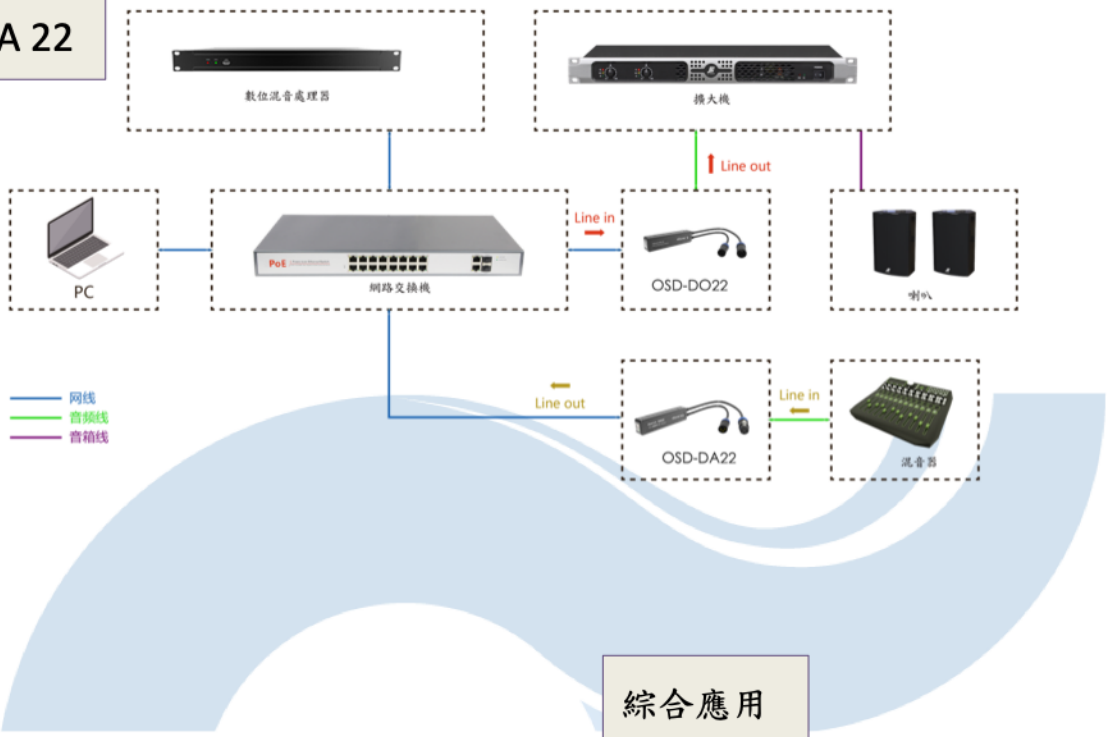 A 22
數位混音處理器
擴大機
Line out
Line in
PoE
網路交換機
PC
OSD-DO22
喇叭
网线
音频线
音箱线
Line out
Line in
OSD-DA22
混音器
綜合應用